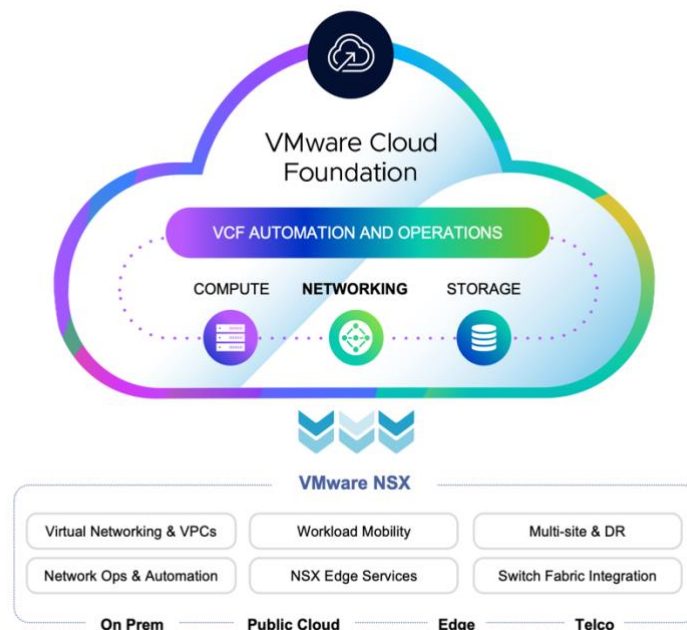 VMware Cloud
Foundation
VCF AUTOMATION AND OPERATIONS
COMPUTE NETWORKING STORAGE
VMware NSX
Virtual Networking & VPCs Workload Mobility Multi-site & DR
Network Ops & Automation NSX Edge Services Switch Fabric Integration
On Prem Public Cloud Edge Telco